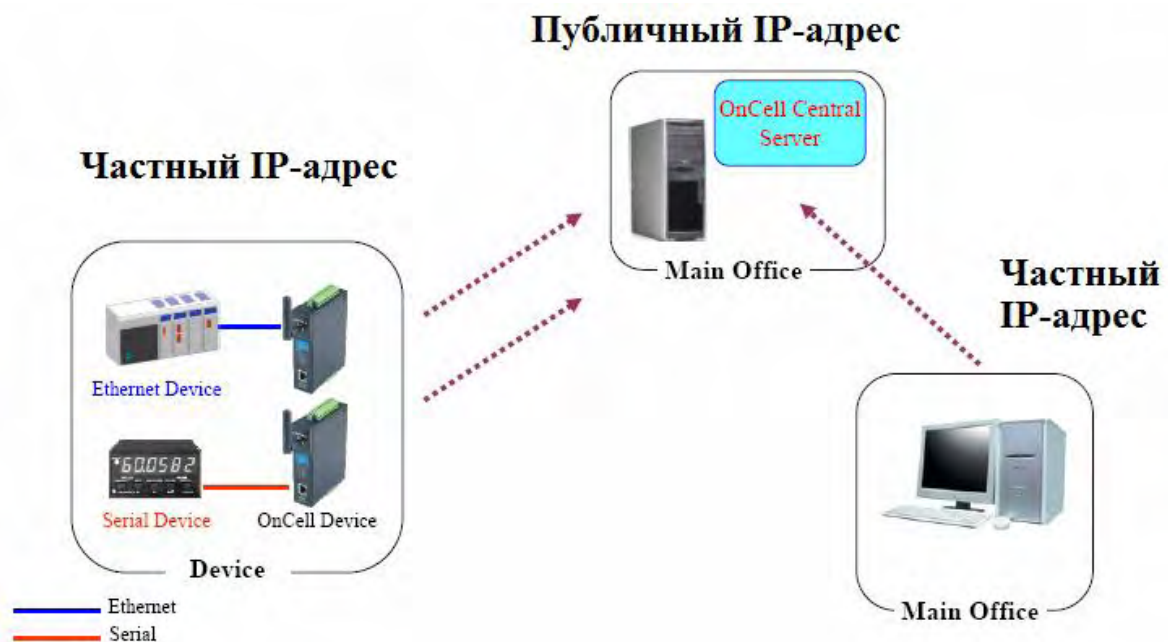 Публичный IP-адрес
OnCell Central
Server
Main Office
Частный IP-адрес
Ethernet Device
60.0582
Serial Device
OnCell Device
Device
Ethernet
Serial
Частный
IP-адрес
Main Office